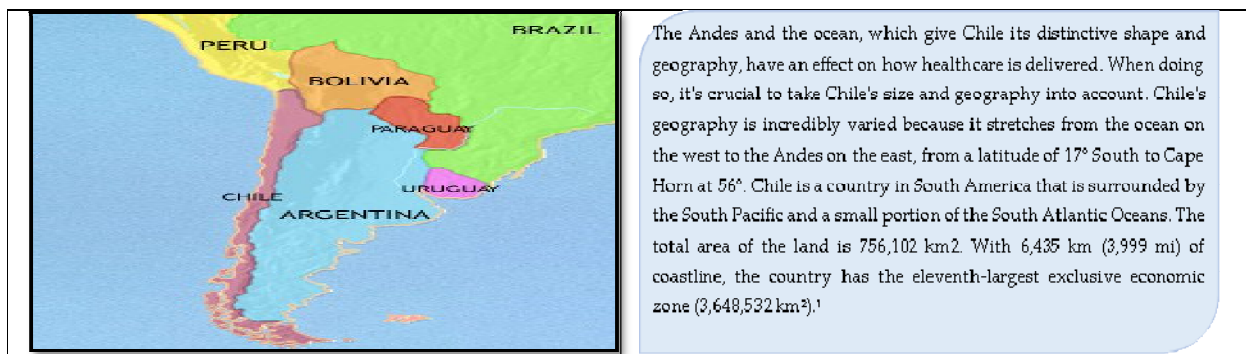 PERU
BRAZIL
BOLIVIA
PARAGUAY
CHILE
URUGUAY
ARGENTINA
The Andes and the ocean, which give Chile its distinctive shape and
geography, have an effect on how healthcare is delivered. When doing
so, it's crucial to take Chile's size and geography into account. Chile's
geography is incredibly varied because it stretches from the ocean on
the west to the Andes on the east, from a latitude of 17° South to Cape
Horn at 56°. Chile is a country in South America that is surrounded by
the South Pacific and a small portion of the South Atlantic Oceans. The
total area of the land is 756,102 km2. With 6,435 km (3,999 mi) of
coastline, the country has the eleventh-largest exclusive economic
zone (3,648,532 km²).¹